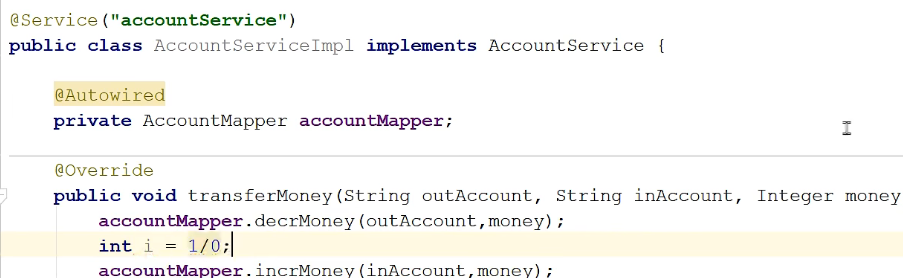 @Service("accountService")
public class AccountServiceImpl implements AccountService {
@Autowired
private AccountMapper accountMapper;
@Override
public void transferMoney(String outAccount, String inAccount, Integer money
accountMapper.decrMoney(outAccount,money);
int i = 1/0;
accountMapper.incrMoney(inAccount,money);